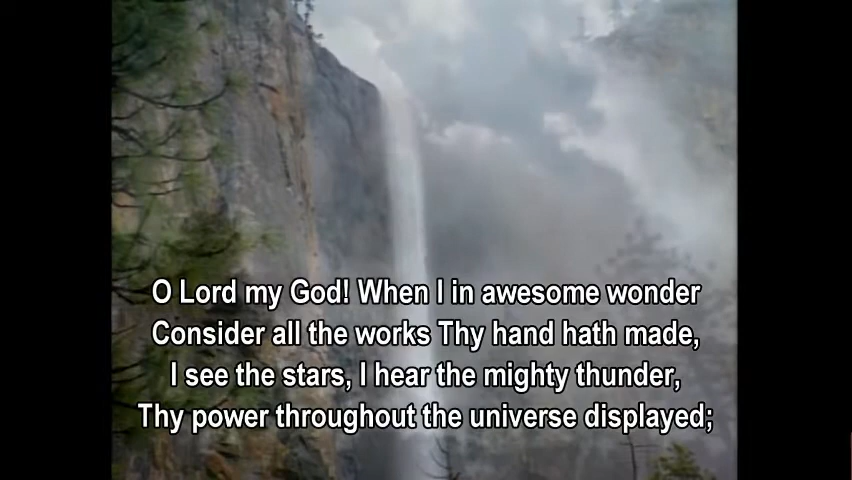 O Lord my God! When I in awesome wonder
Consider all the works Thy hand hath made,
I see the stars, I hear the mighty thunder,
Thy power throughout the universe displayed;